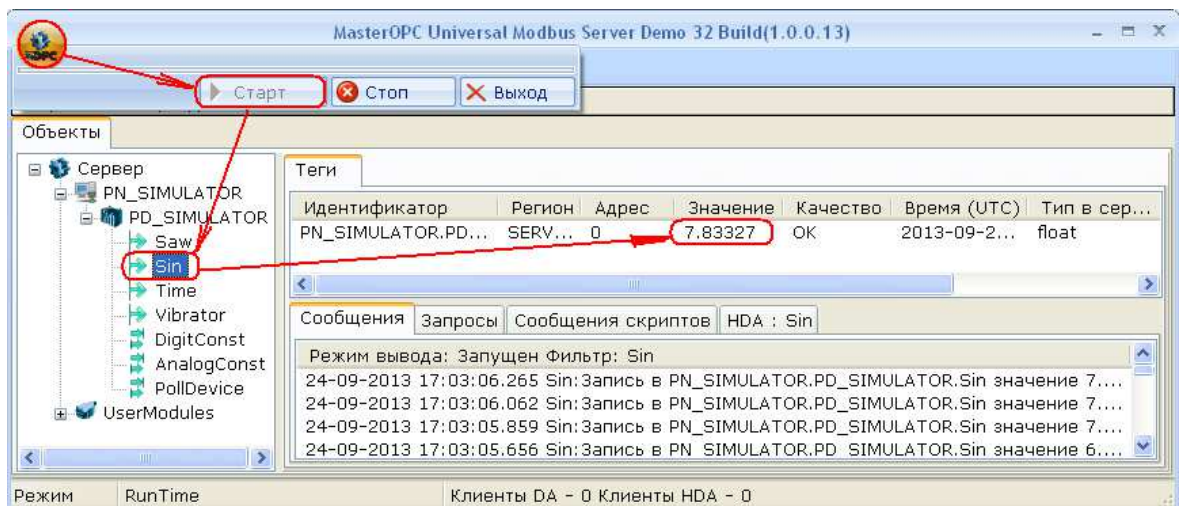 MasterOPC Universal Modbus Server Demo 32 Build(1.0.0.13)
Старт Стоп Выход
Объекты
Сервер
PN_SIMULATOR
PD_SIMULATOR
Saw
Sin
Time
Vibrator
DigitConst
AnalogConst
PollDevice
UserModules
Теги
Идентификатор Регион Адрес Значение Качество Время (UTC) Тип в сер...
PN_SIMULATOR.PD... SERV... 0 7.83327 OK 2013-09-2... float
Сообщения Запросы Сообщения скриптов HDA : Sin
Режим вывода: Запущен Фильтр: Sin
24-09-2013 17:03:06.265 Sin:Запись в PN_SIMULATOR.PD_SIMULATOR.Sin значение 7....
24-09-2013 17:03:06.062 Sin:Запись в PN_SIMULATOR.PD_SIMULATOR.Sin значение 7....
24-09-2013 17:03:05.859 Sin:Запись в PN_SIMULATOR.PD_SIMULATOR.Sin значение 7....
24-09-2013 17:03:05.656 Sin:Запись в PN_SIMULATOR.PD_SIMULATOR.Sin значение 6....
Режим RunTime Клиенты DA - 0 Клиенты HDA - 0